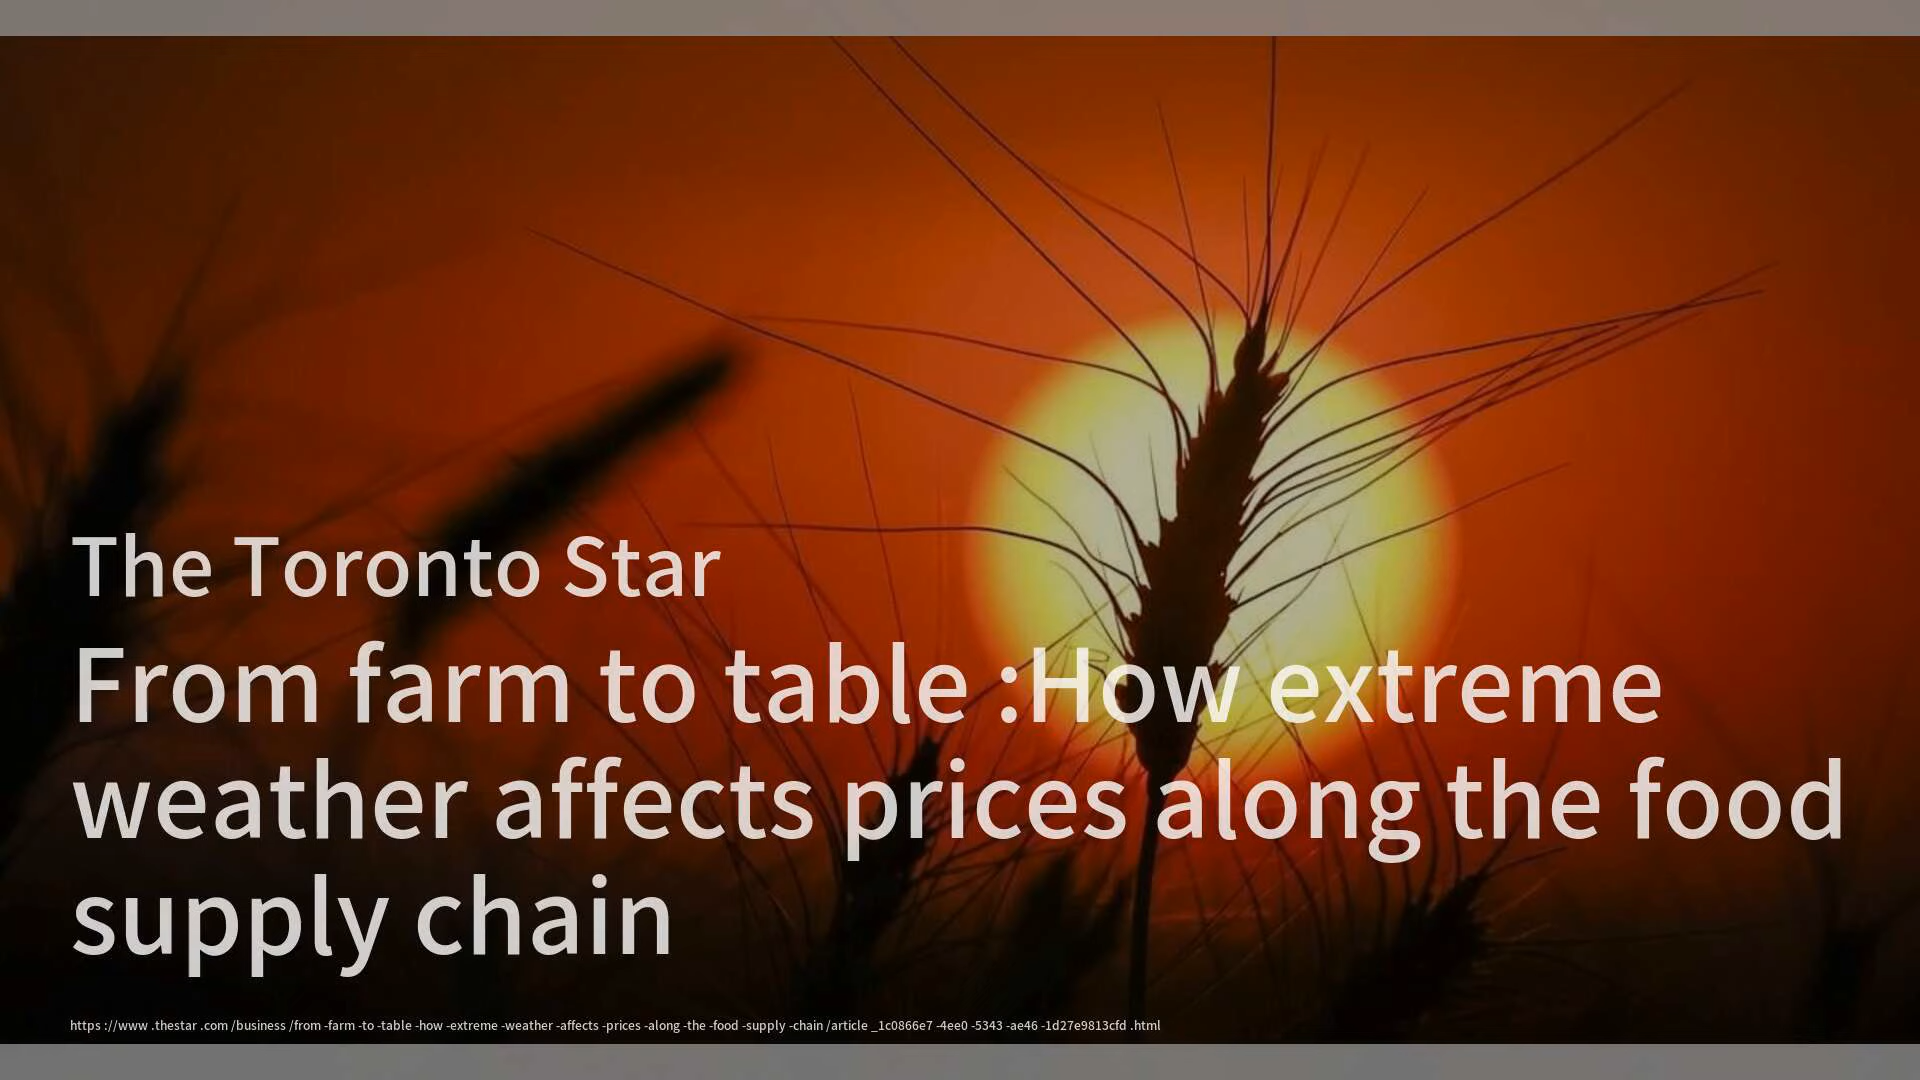 The Toronto Star
From farm to table :How extreme
weather affects prices along the food
supply chain
https ://www .thestar .com /business /from -farm -to -table -how -extreme -weather -affects -prices -along -the -food -supply -chain /article _1c0866e7 -4ee0 -5343 -ae46 -1d27e9813cfd .html